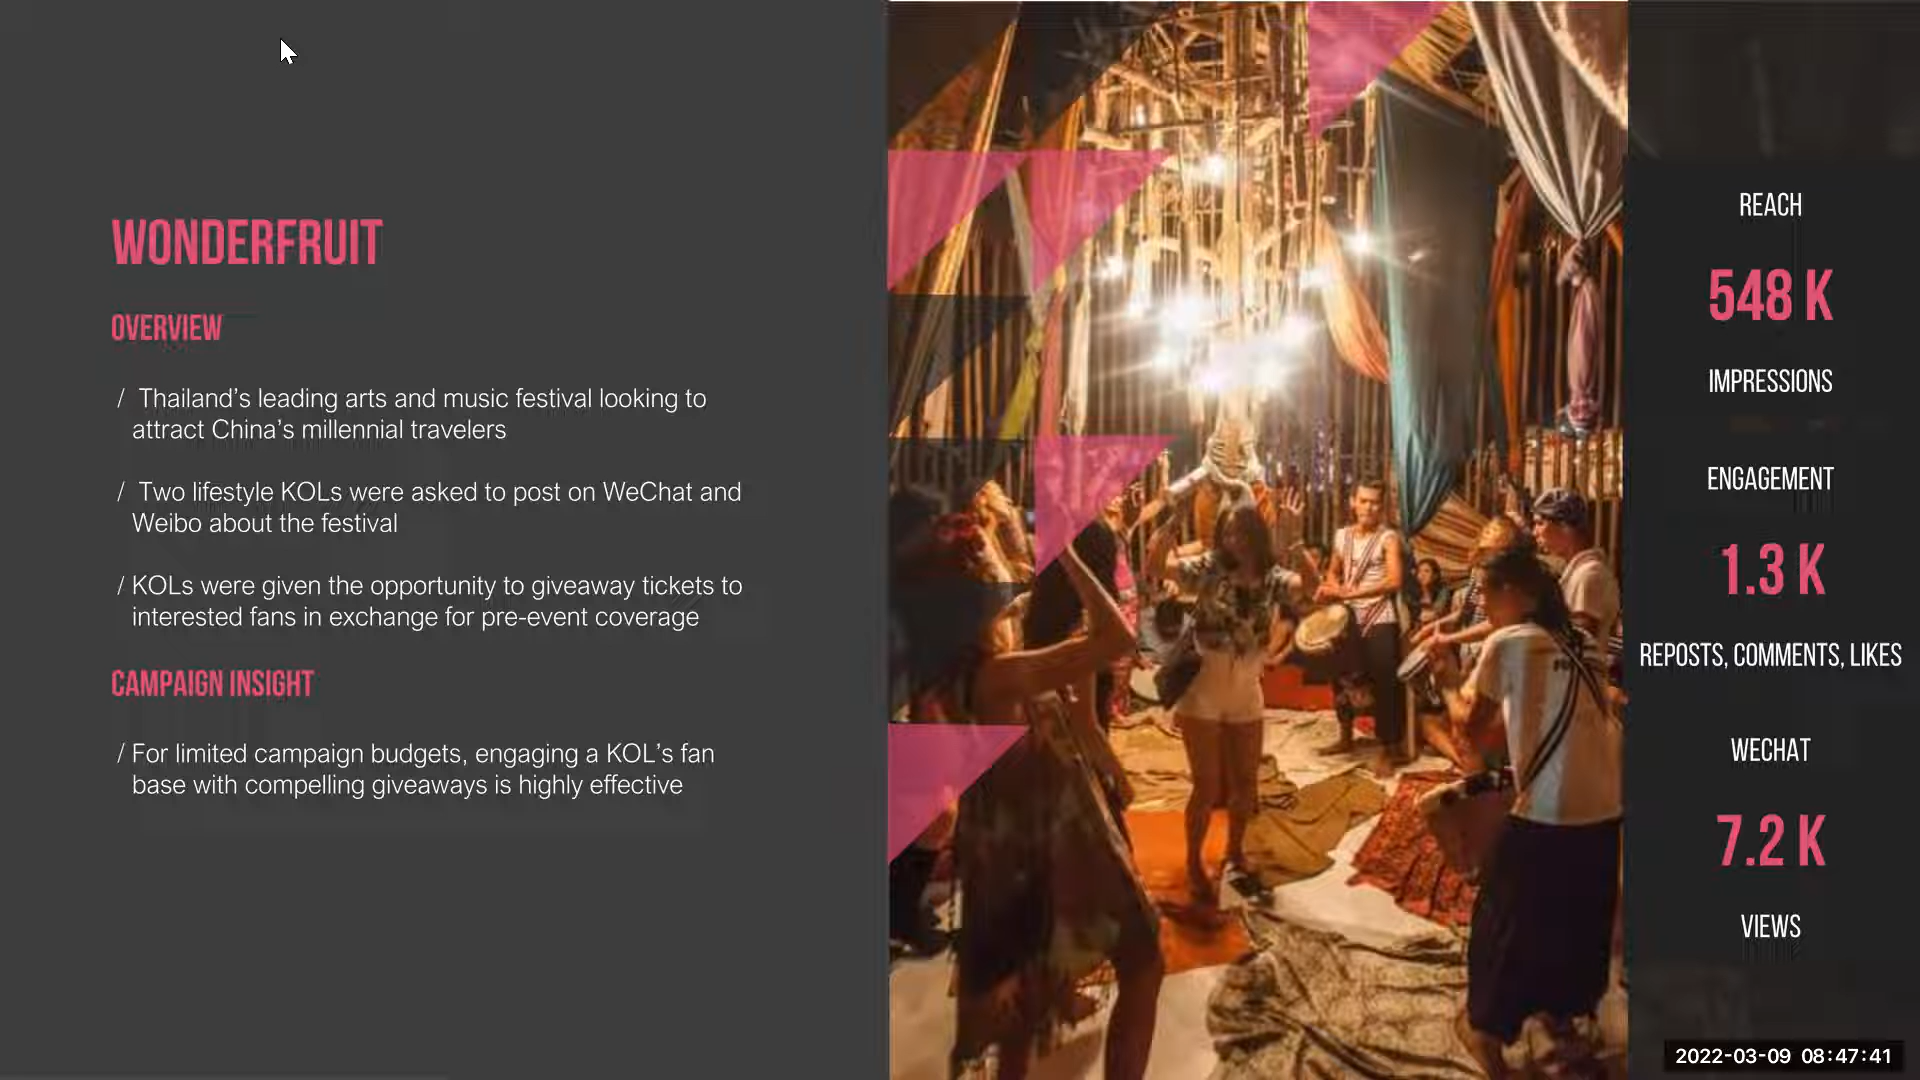 WONDERFRUIT
OVERVIEW
/ Thailand’s leading arts and music festival looking to
attract China’s millennial travelers
/ Two lifestyle KOLs were asked to post on WeChat and
Weibo about the festival
/ KOLs were given the opportunity to giveaway tickets to
interested fans in exchange for pre-event coverage
CAMPAIGN INSIGHT
/ For limited campaign budgets, engaging a KOL’s fan
base with compelling giveaways is highly effective
REACH
548 K
IMPRESSIONS
ENGAGEMENT
1.3 K
REPOSTS, COMMENTS, LIKES
WECHAT
7.2 K
VIEWS
2022-03-09 08:47:41